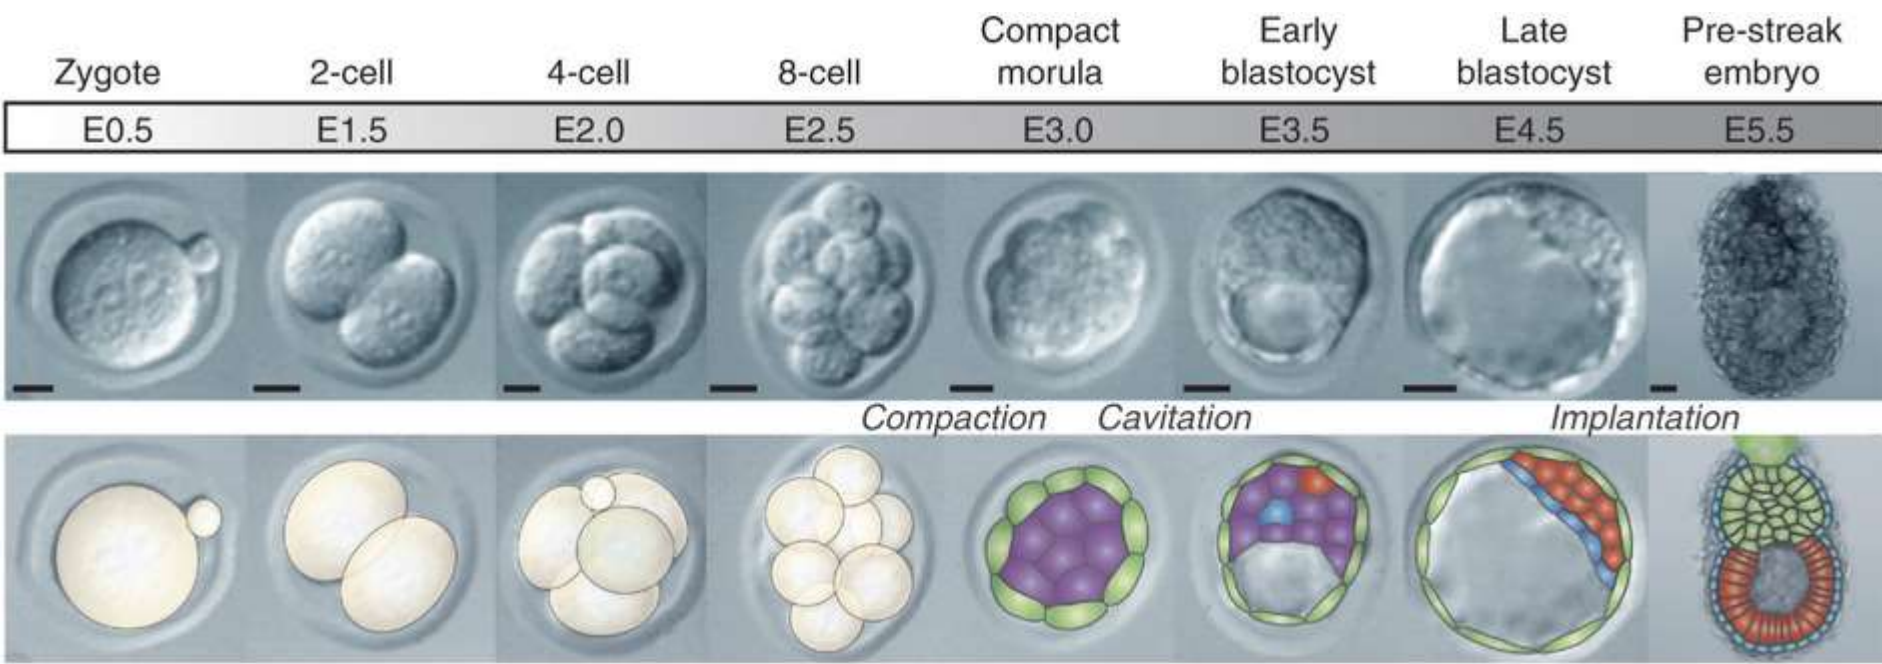 Zygote
2-cell
4-cell
8-cell
Compact
morula
Early
blastocyst
Late
blastocyst
Pre-streak
embryo
E0.5
E1.5
E2.0
E2.5
E3.0
E3.5
E4.5
E5.5
Compaction
Cavitation
Implantation